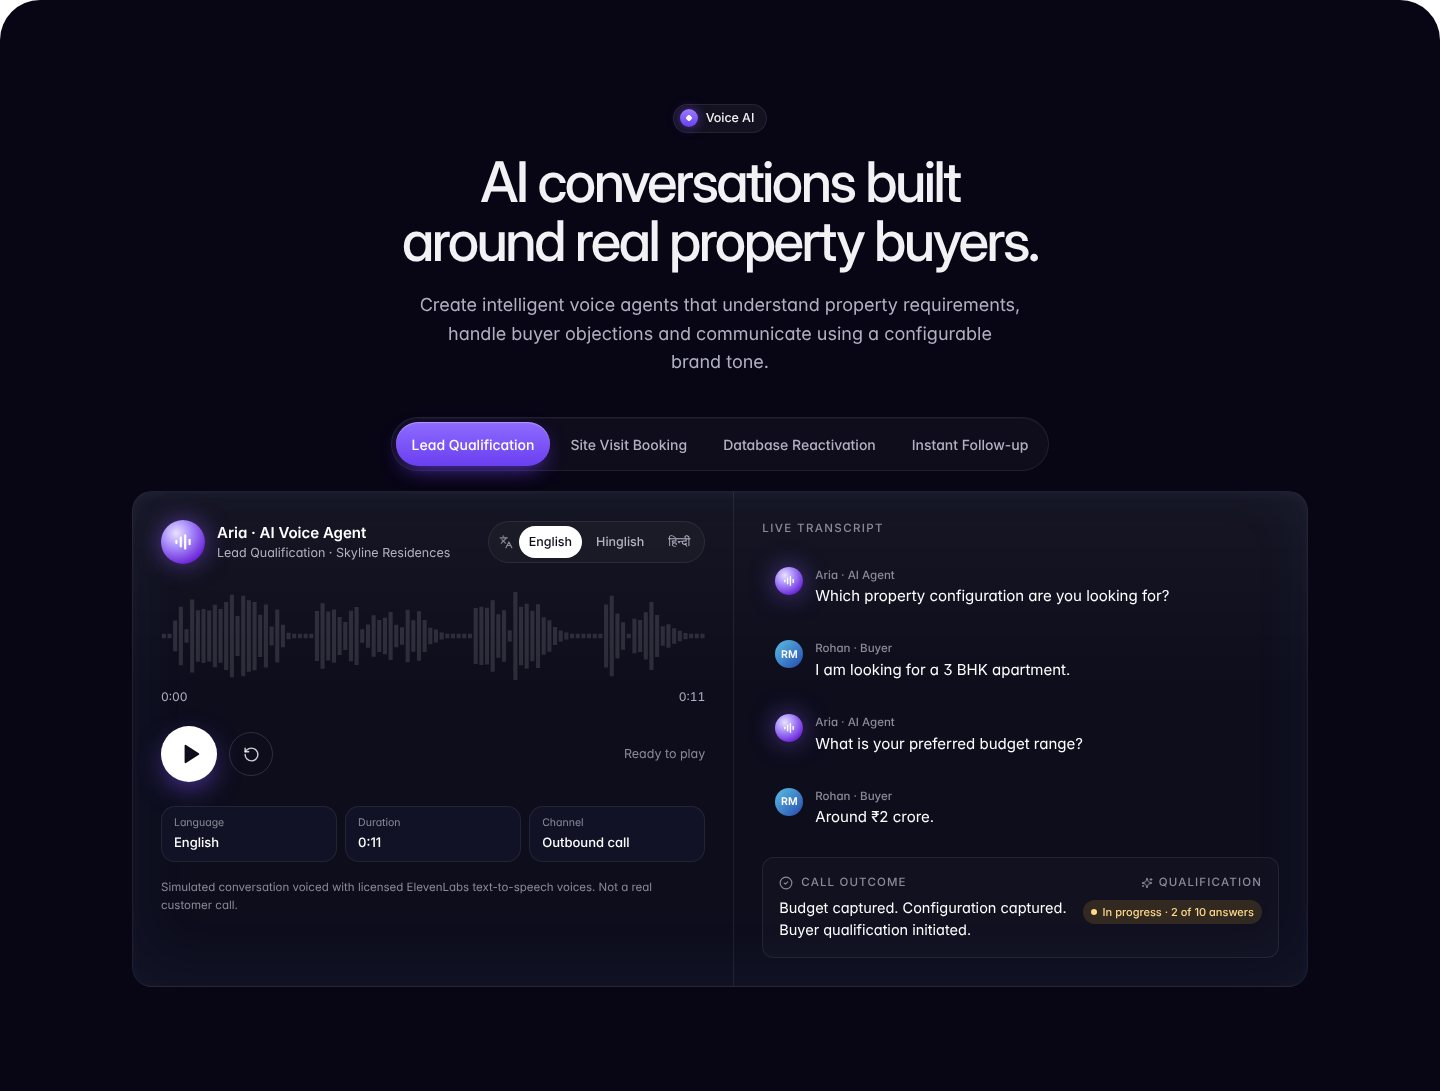 Voice AI
AI conversations built
around real property buyers.
Create intelligent voice agents that understand property requirements,
handle buyer objections and communicate using a configurable
brand tone.
Lead Qualification
Site Visit Booking
Database Reactivation
Instant Follow-up
Aria · AI Voice Agent
Lead Qualification · Skyline Residences
English
Hinglish
हिन्दी
0:00
0:11
Ready to play
Language
English
Duration
0:11
Channel
Outbound call
Simulated conversation voiced with licensed ElevenLabs text-to-speech voices. Not a real
customer call.
LIVE TRANSCRIPT
Aria · AI Agent
Which property configuration are you looking for?
RM
Rohan · Buyer
I am looking for a 3 BHK apartment.
Aria · AI Agent
What is your preferred budget range?
RM
Rohan · Buyer
Around ₹2 crore.
CALL OUTCOME
Budget captured. Configuration captured.
Buyer qualification initiated.
QUALIFICATION
In progress · 2 of 10 answers